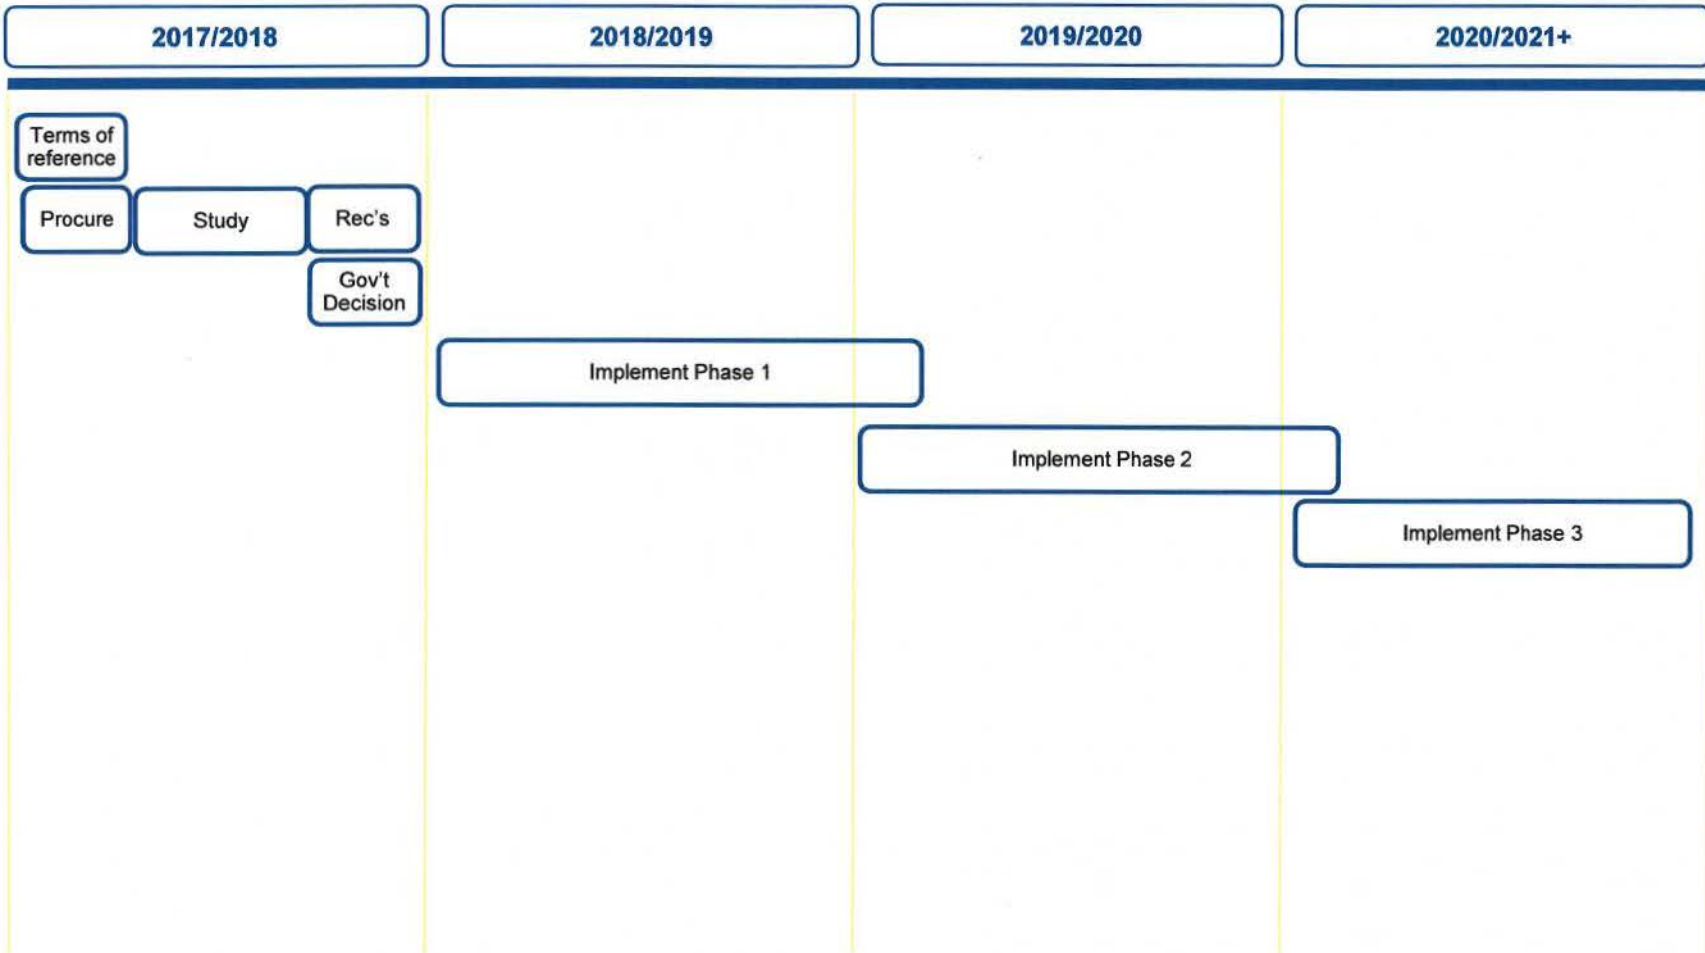 2017/2018
2018/2019
2019/2020
2020/2021+
Terms of
reference
Procure
Study
Rec's
Gov't
Decision
Implement Phase 1
Implement Phase 2
Implement Phase 3